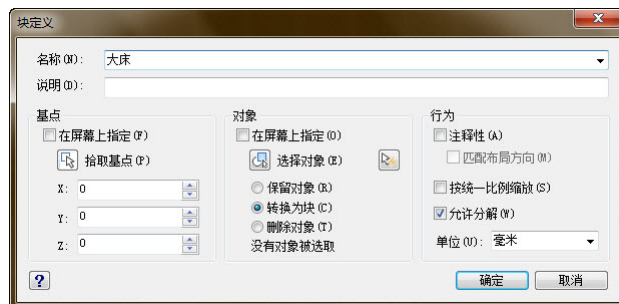 块定义
名称(N): 大床
说明(D):
基点
在屏幕上指定(F)
拾取基点(P)
X: 0
Y: 0
Z: 0
对象
在屏幕上指定(O)
选择对象(E)
保留对象(R)
转换为块(C)
删除对象(T)
没有对象被选取
行为
注释性(A)
匹配布局方向(M)
按统一比例缩放(S)
允许分解(W)
单位(U): 毫米
?
确定
取消